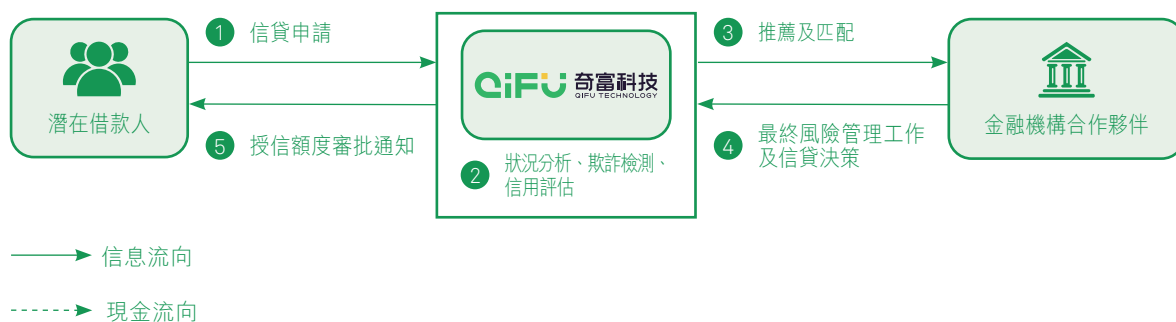 1 信貸申請
潛在借款人
5 授信額度審批通知
QIFU 奇富科技
QIFU TECHNOLOGY
2 狀況分析、欺詐檢測、
信用評估
3 推薦及匹配
4 最終風險管理工作
及信貸決策
金融機構合作夥伴
信息流向
現金流向